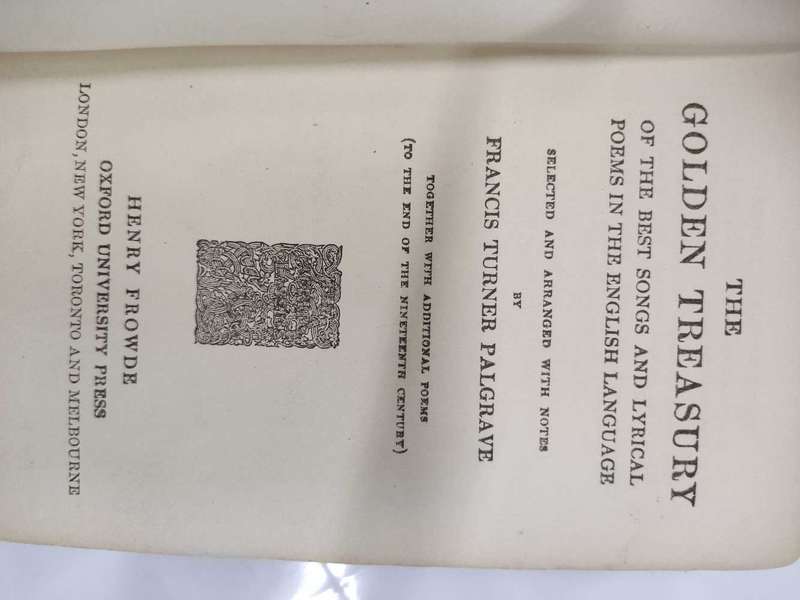 THE
GOLDEN TREASURY
OF THE BEST SONGS AND LYRICAL
POEMS IN THE ENGLISH LANGUAGE
SELECTED AND ARRANGED WITH NOTES
BY
FRANCIS TURNER PALGRAVE
TOGETHER WITH ADDITIONAL POEMS
(TO THE END OF THE NINETEENTH CENTURY)
HENRY FROWDE
OXFORD UNIVERSITY PRESS
LONDON, NEW YORK, TORONTO AND MELBOURNE